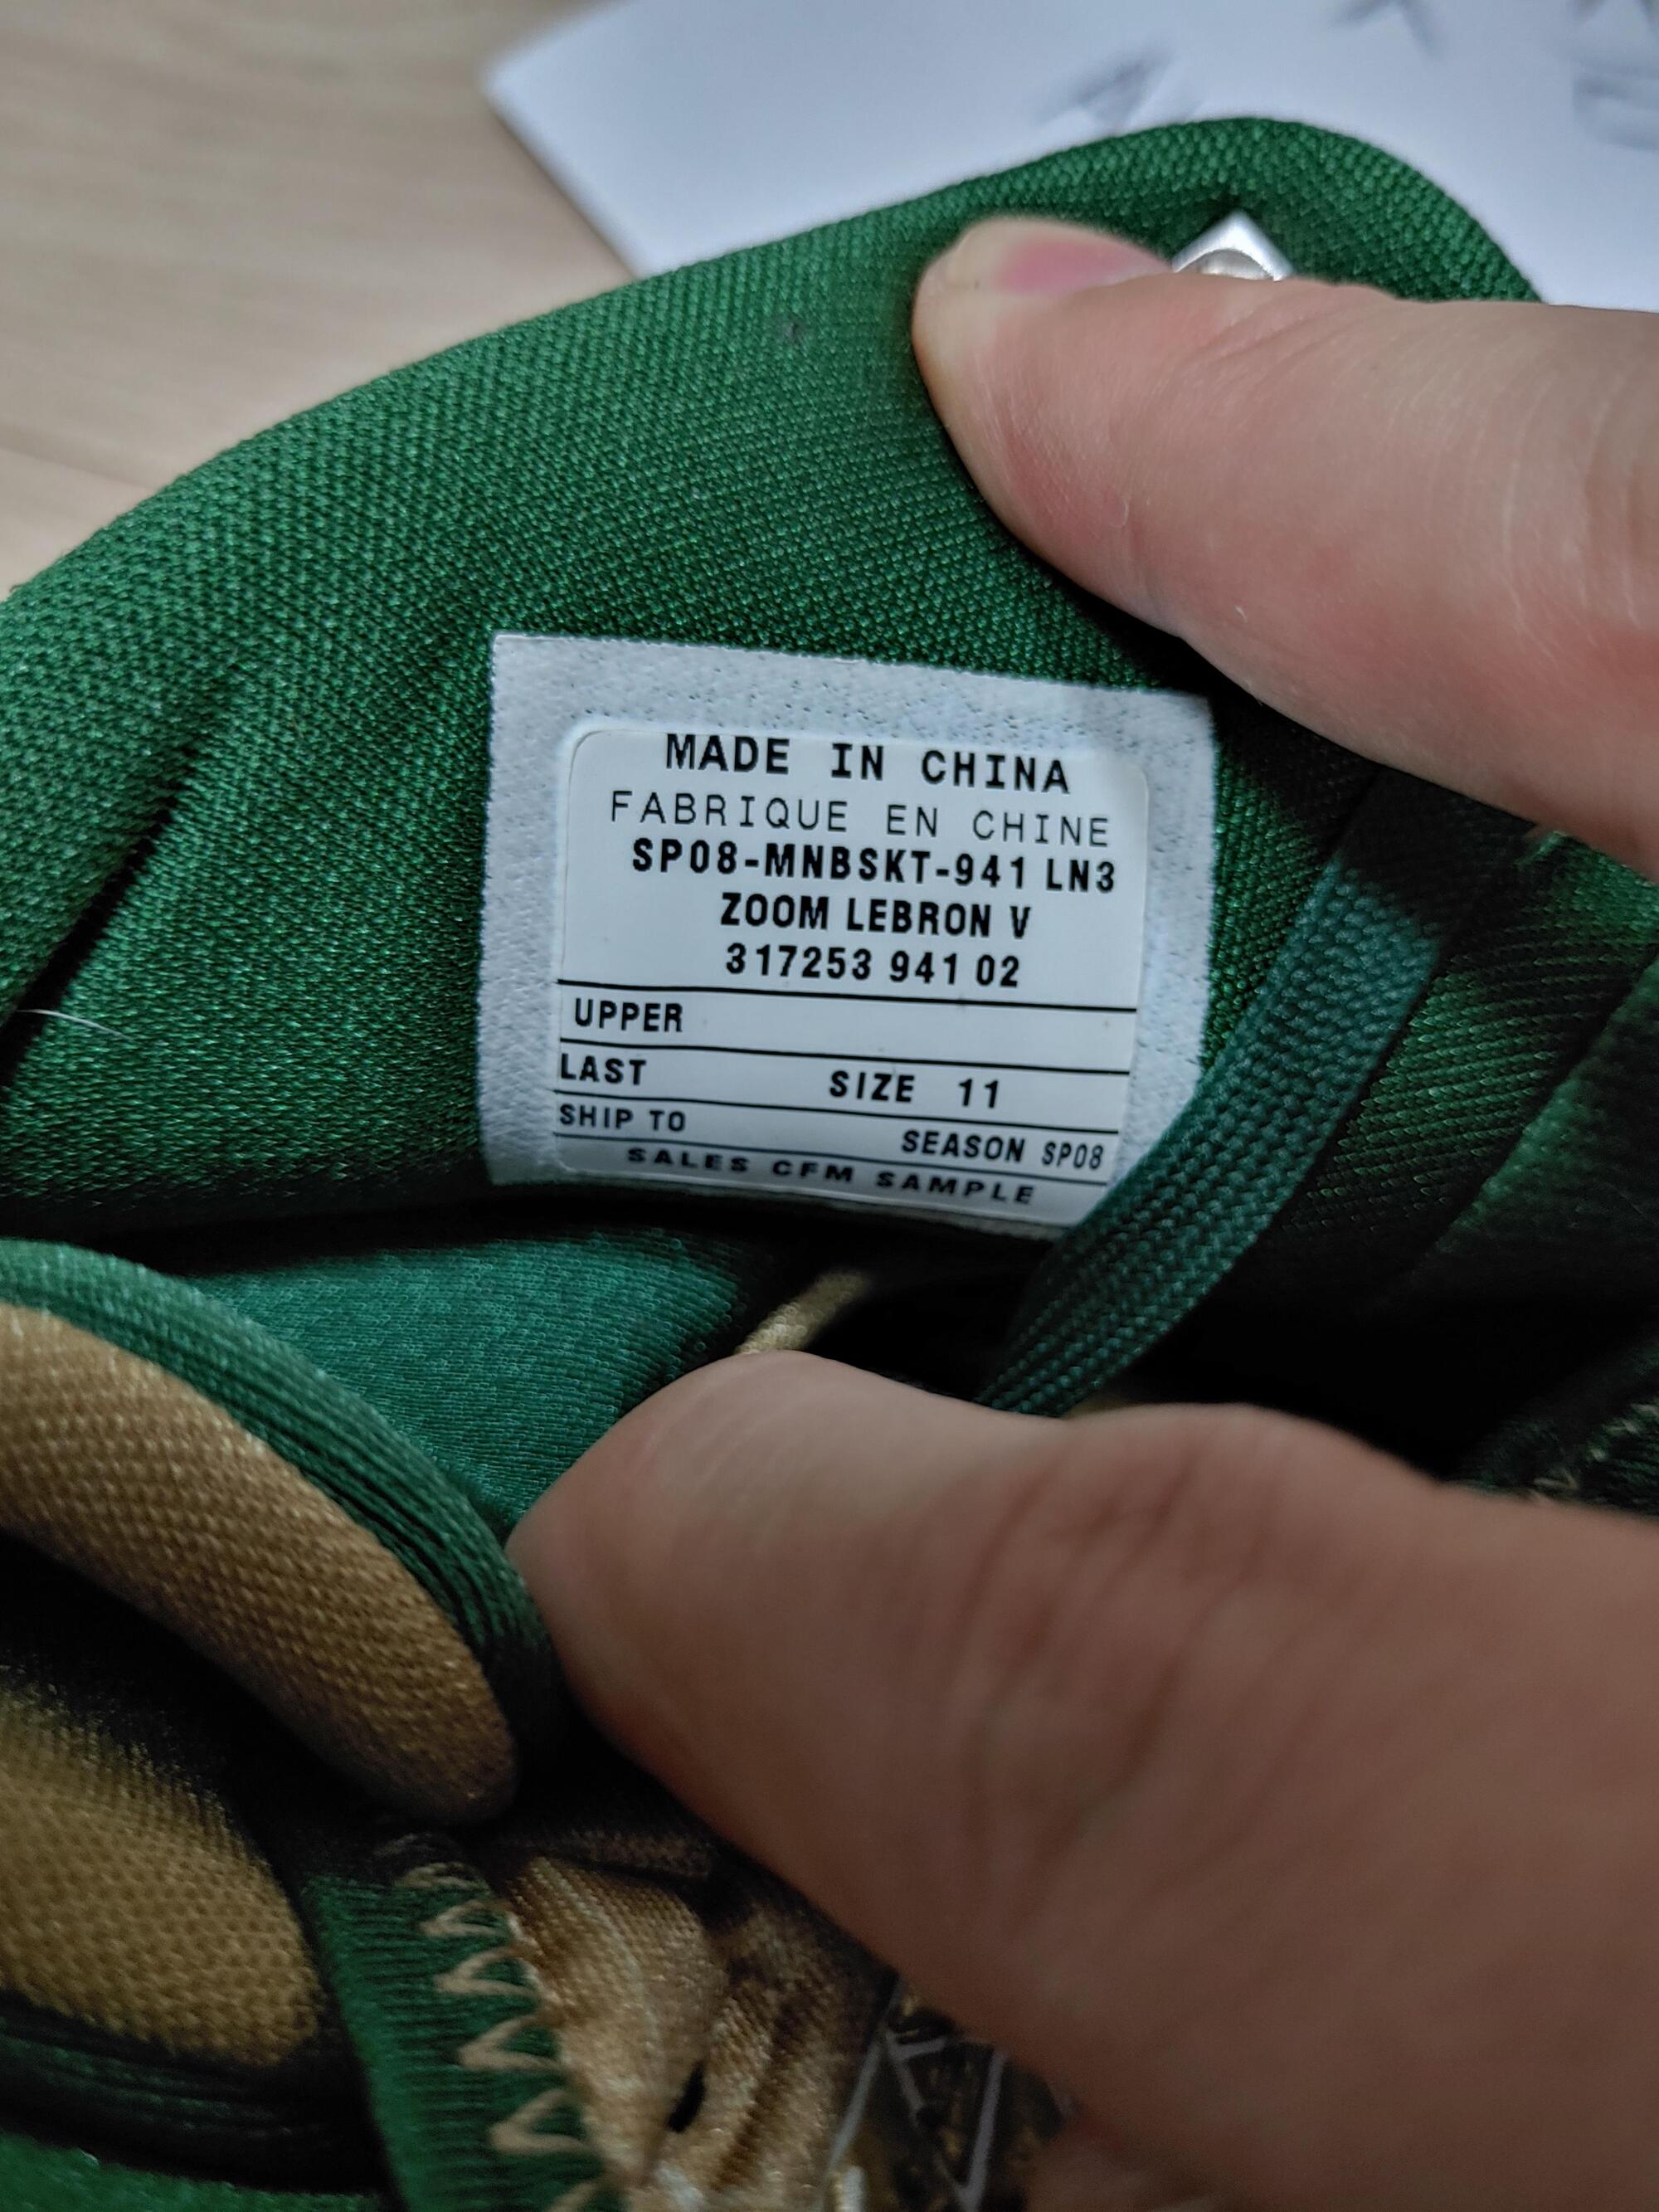 MADE IN CHINA
FABRIQUE EN CHINE
SP08-MNBSKT-941 LN3
ZOOM LEBRON V
317253 941 02
UPPER
LAST SIZE 11
SHIP TO SEASON SP08
SALES CFM SAMPLE